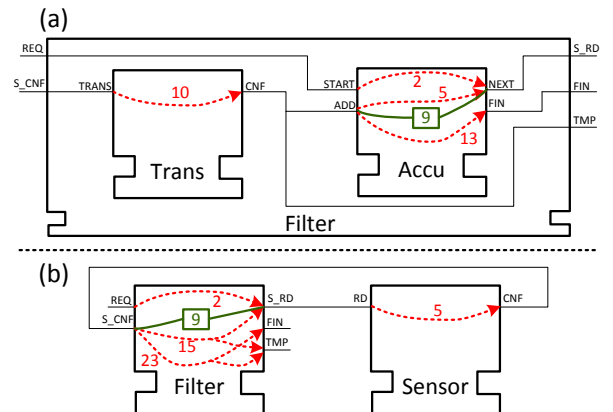 (a)
REQ
S_RD
S_CNF
TRANS
10
CNF
START
2
NEXT
5
ADD
9
FIN
13
FIN
TMP
Trans
Accu
Filter
(b)
REQ
2
S_RD
S_CNF
9
FIN
15
TMP
23
Filter
RD
5
CNF
Sensor